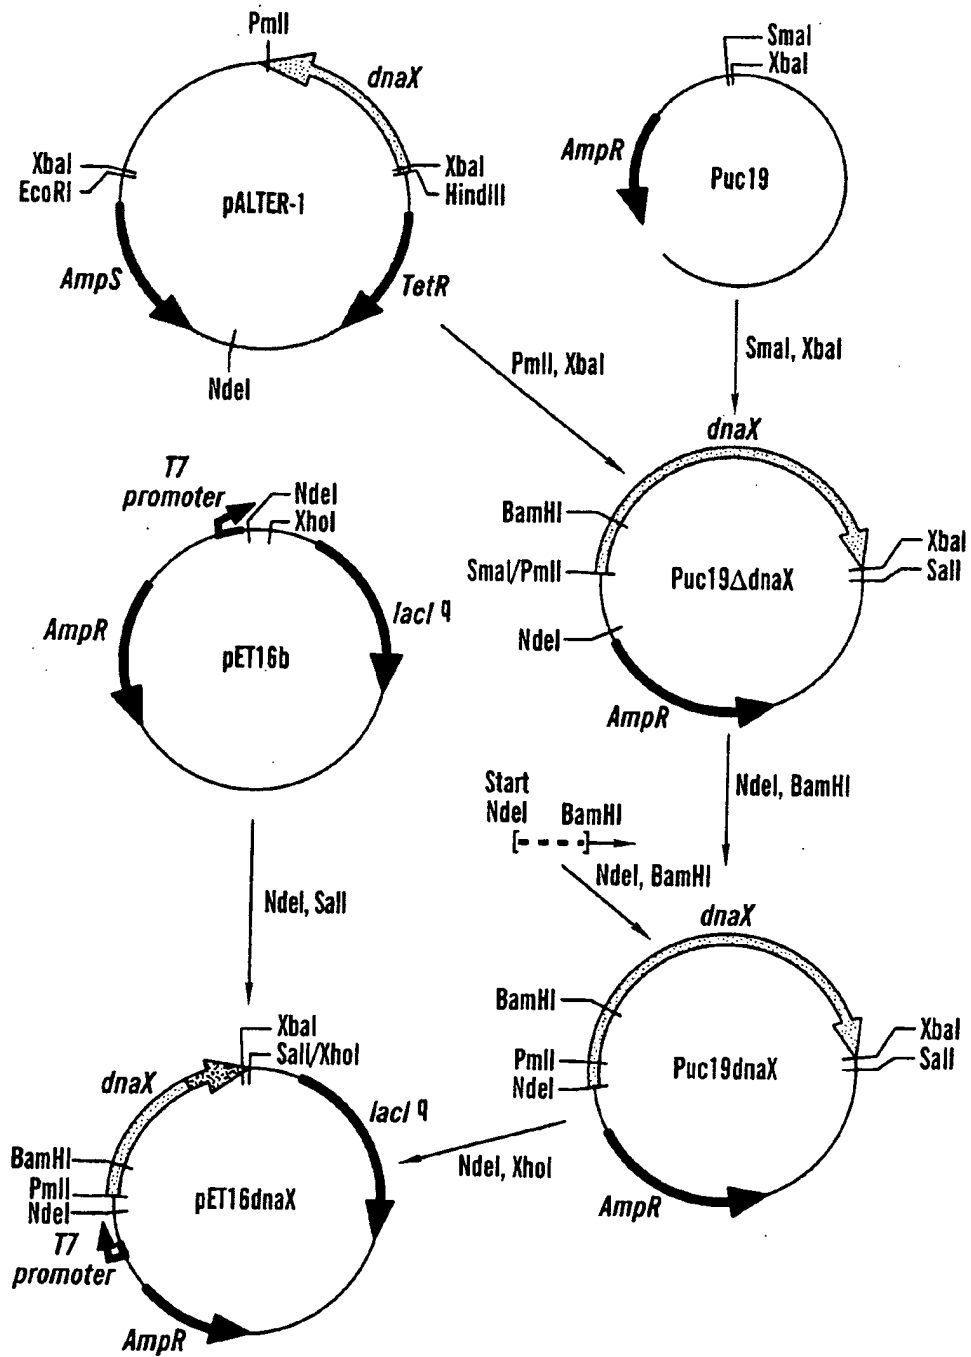 PmlI
dnaX
XbaI
EcoRI
XbaI
HindIII
pALTER-1
AmpS
TetR
NdeI
SmaI
XbaI
AmpR
Puc19
PmlI, XbaI
SmaI, XbaI
T7
promoter
NdeI
XhoI
AmpR
lacI q
pET16b
dnaX
BamHI
SmaI/PmlI
XbaI
SalI
Puc19ΔdnaX
NdeI
AmpR
NdeI, BamHI
Start
NdeI
BamHI
NdeI, BamHI
NdeI, SalI
dnaX
BamHI
PmlI
NdeI
XbaI
SalI
Puc19dnaX
AmpR
NdeI, XhoI
XbaI
SalI/XhoI
dnaX
lacI q
BamHI
PmlI
NdeI
pET16dnaX
T7
promoter
AmpR